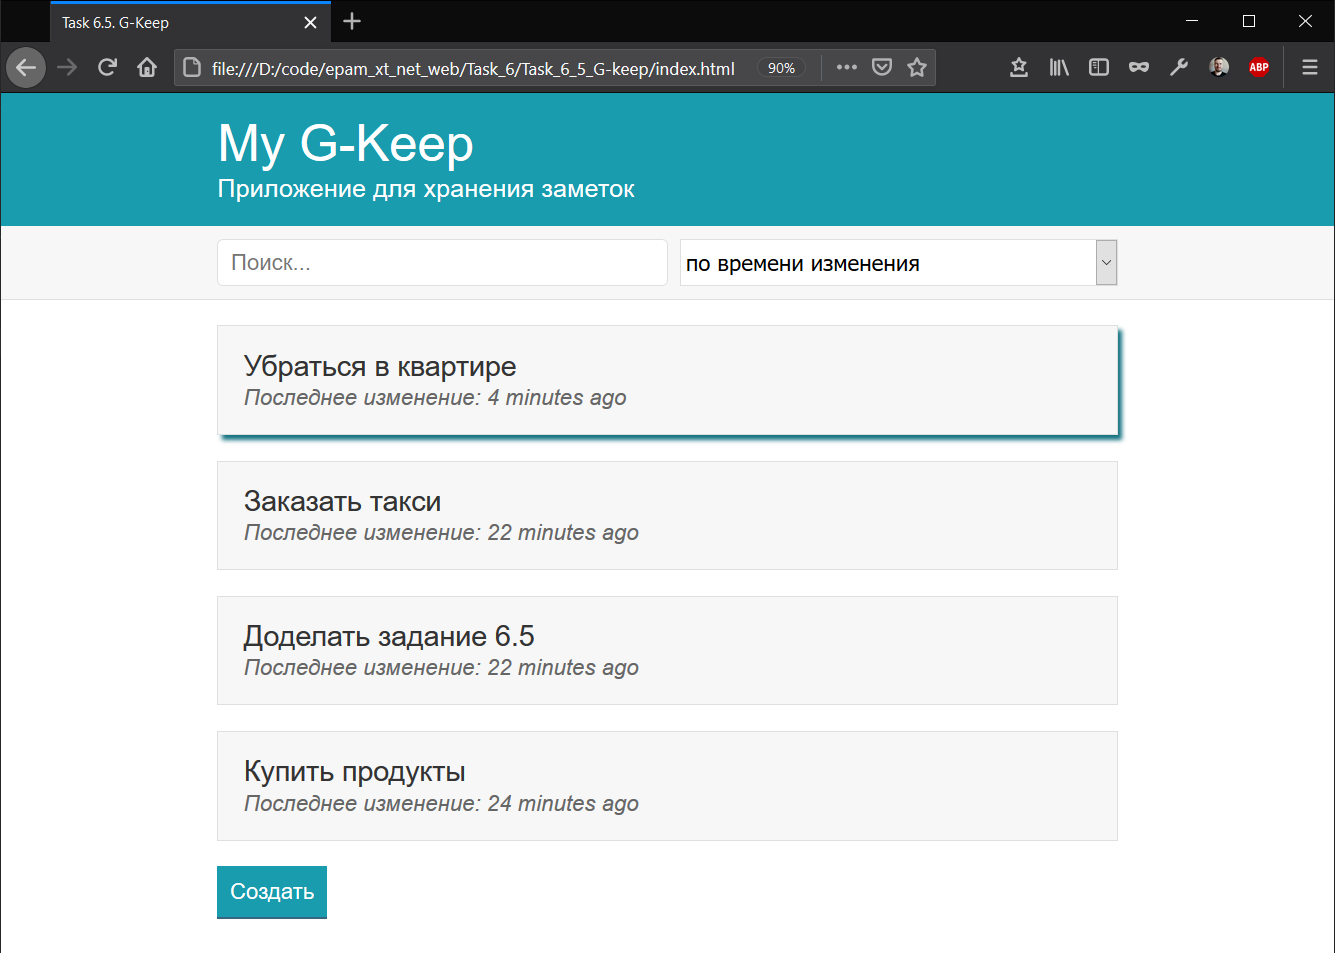 Task 6.5. G-Keep
file:///D:/code/epam_xt_net_web/Task_6/Task_6_5_G-keep/index.html
90%
ABP
My G-Keep
Приложение для хранения заметок
Поиск...
по времени изменения
Убраться в квартире
Последнее изменение: 4 minutes ago
Заказать такси
Последнее изменение: 22 minutes ago
Доделать задание 6.5
Последнее изменение: 22 minutes ago
Купить продукты
Последнее изменение: 24 minutes ago
Создать